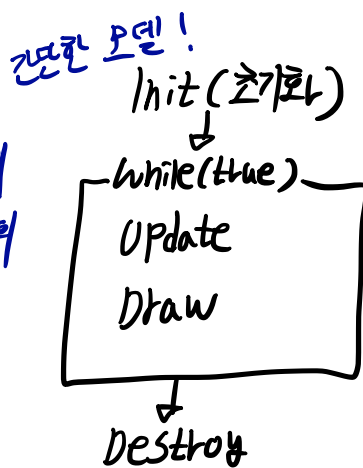 간단한 모델!
Init (초기화)
while(true)
Update
Draw
Destroy